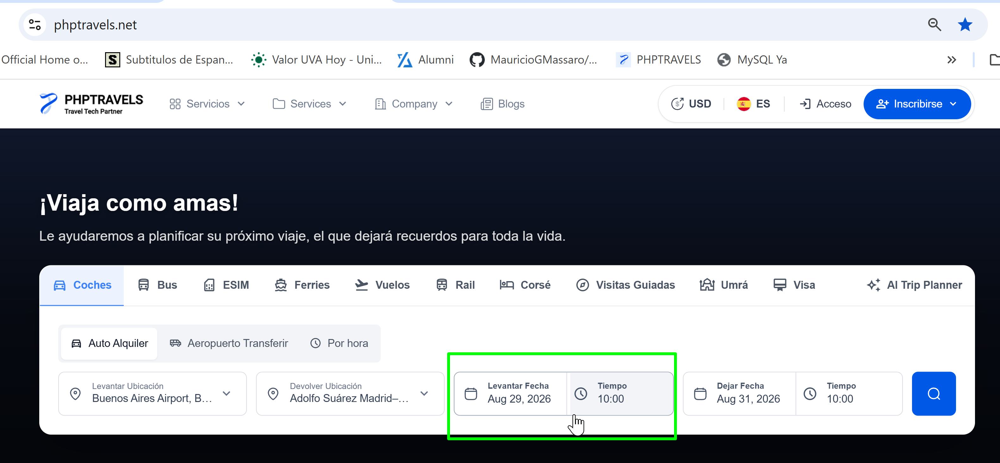 phptravels.net
Official Home o...
Subtitulos de Espan...
Valor UVA Hoy - Uni...
Alumni
MauricioGMassaro/...
PHPTRAVELS
MySQL Ya
PHPTRAVELS
Travel Tech Partner
Servicios
Services
Company
Blogs
USD
ES
Acceso
Inscribirse
¡Viaja como amas!
Le ayudaremos a planificar su próximo viaje, el que dejará recuerdos para toda la vida.
Coches
Bus
ESIM
Ferries
Vuelos
Rail
Corsé
Visitas Guiadas
Umrá
Visa
AI Trip Planner
Auto Alquiler
Aeropuerto Transferir
Por hora
Levantar Ubicación
Buenos Aires Airport, B...
Devolver Ubicación
Adolfo Suárez Madrid–...
Levantar Fecha
Aug 29, 2026
Tiempo
10:00
Dejar Fecha
Aug 31, 2026
Tiempo
10:00